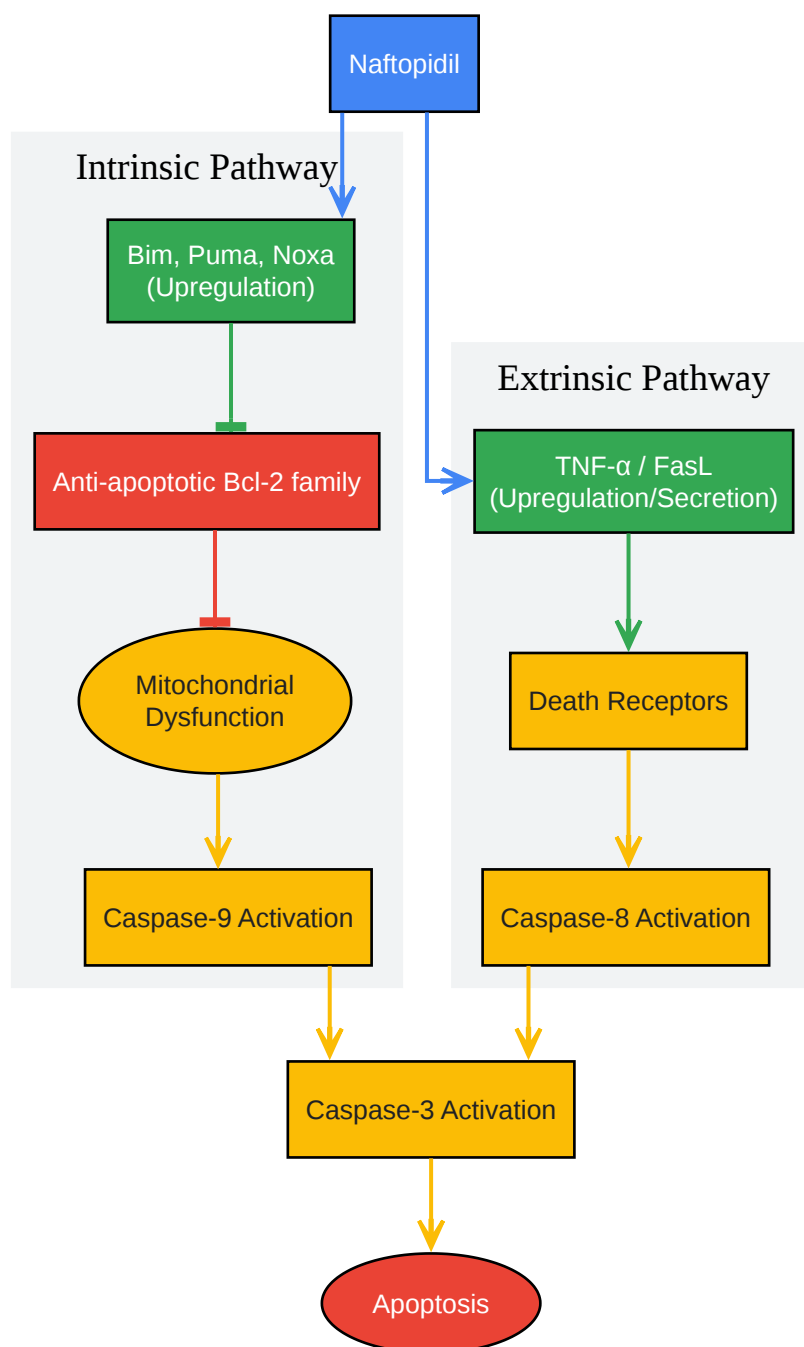 Naftopidil
Intrinsic Pathway
Bim, Puma, Noxa
(Upregulation)
Anti-apoptotic Bcl-2 family
Mitochondrial
Dysfunction
Caspase-9 Activation
Extrinsic Pathway
TNF-α / FasL
(Upregulation/Secretion)
Death Receptors
Caspase-8 Activation
Caspase-3 Activation
Apoptosis